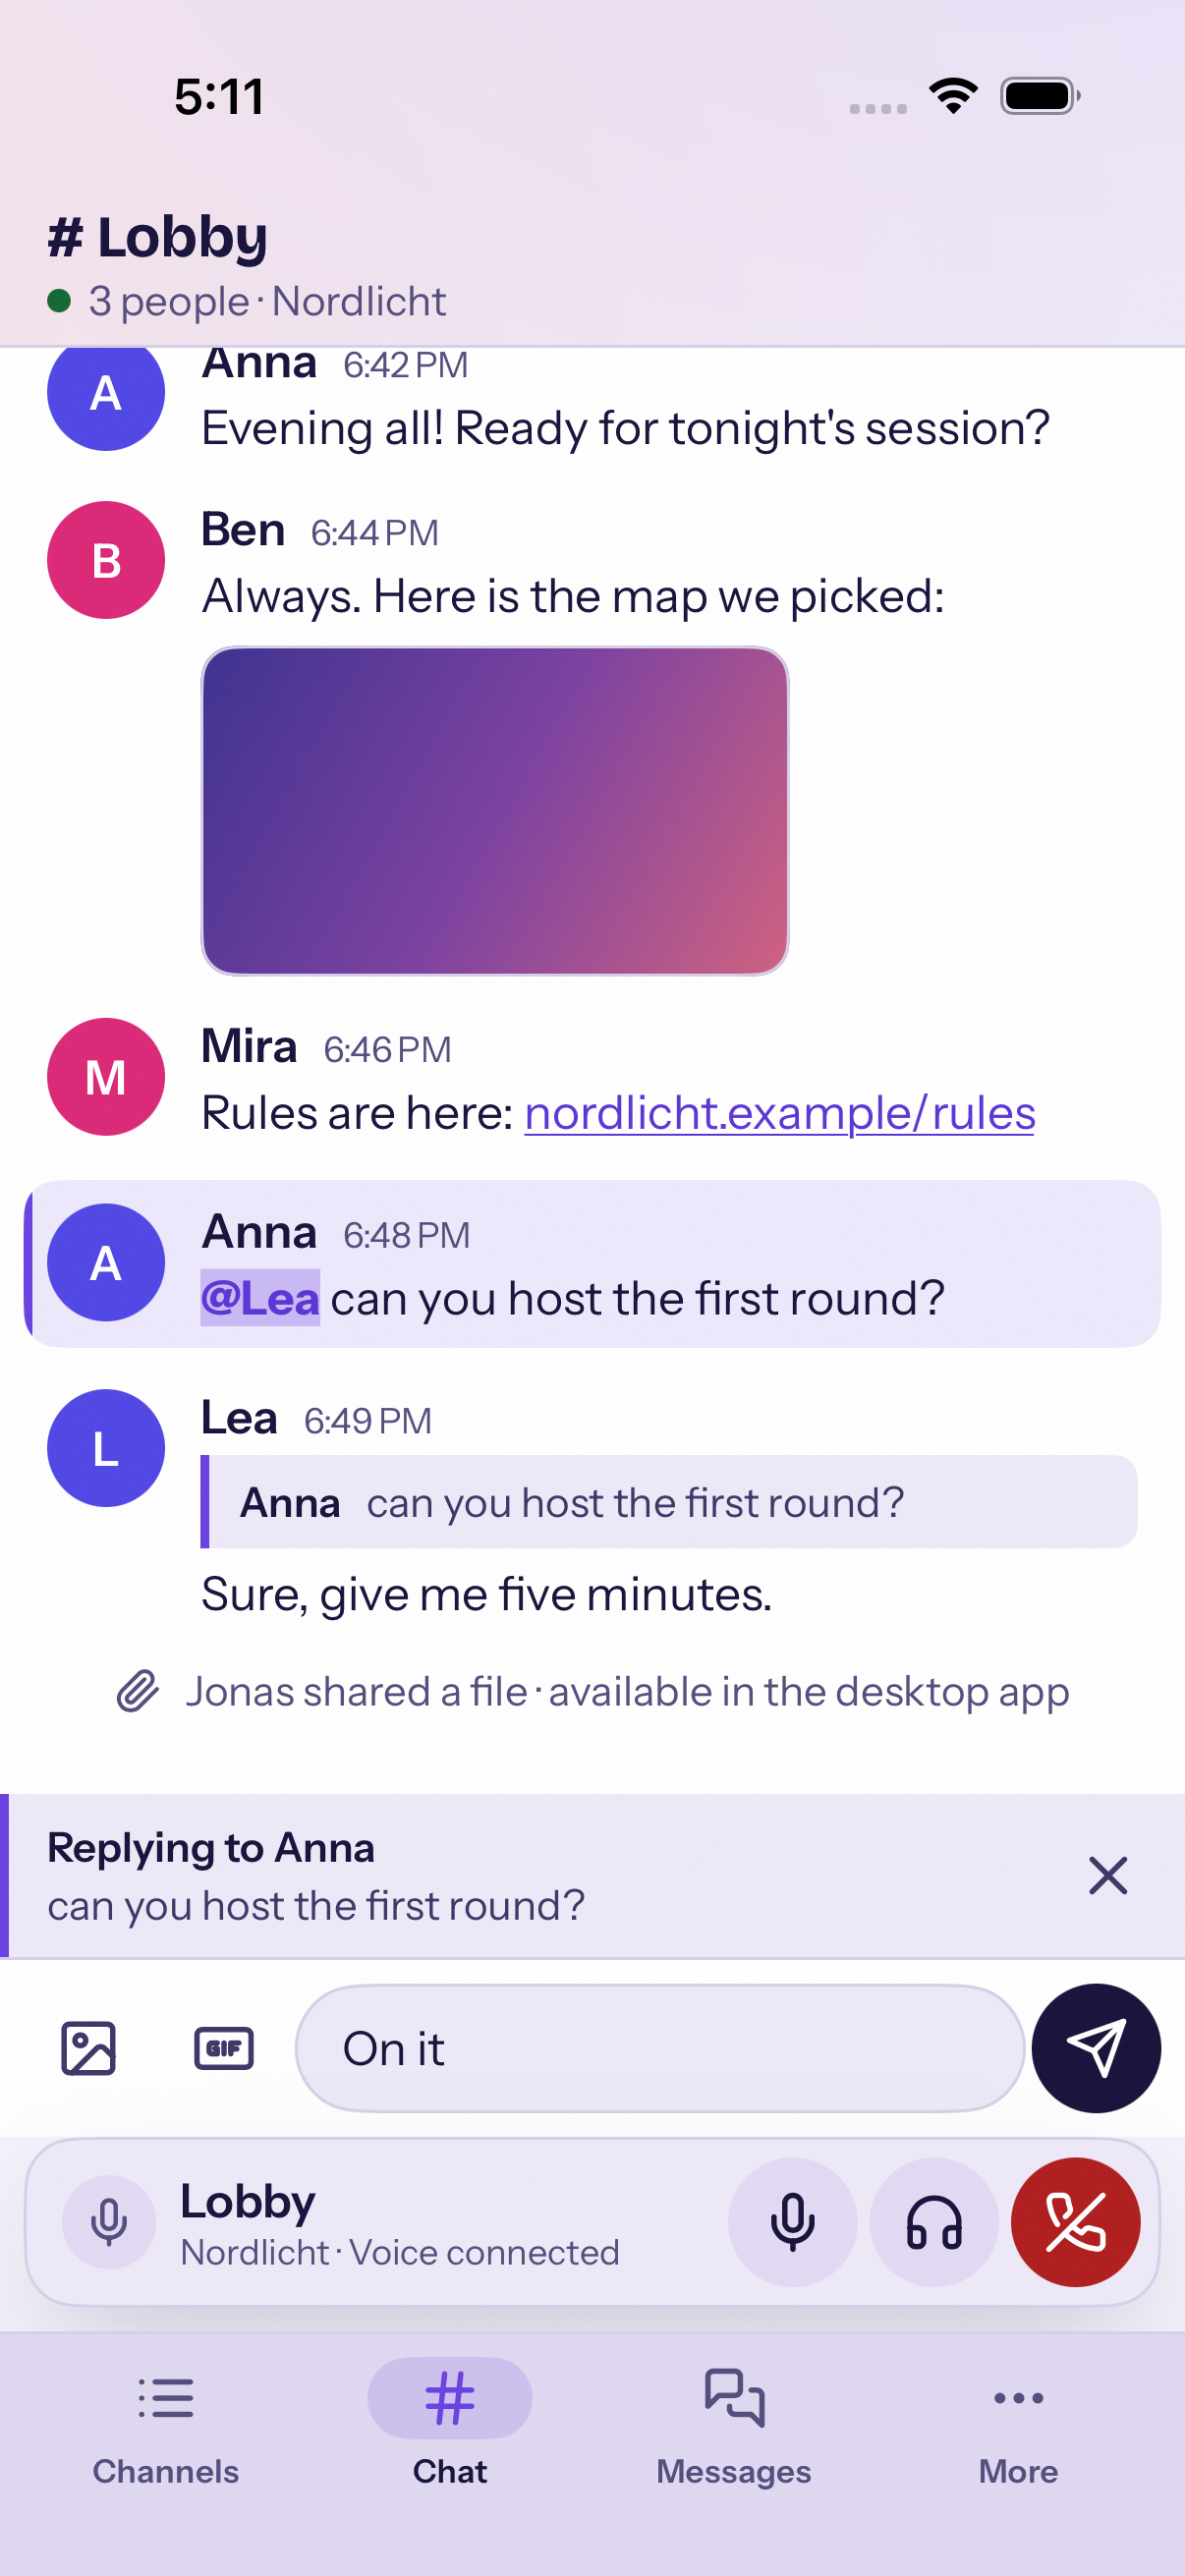 5:11
# Lobby
3 people · Nordlicht
Anna 6:42 PM
A
Evening all! Ready for tonight's session?
Ben 6:44 PM
B
Always. Here is the map we picked:
Mira 6:46 PM
M
Rules are here: nordlicht.example/rules
Anna 6:48 PM
A
@Lea can you host the first round?
Lea 6:49 PM
L
Anna can you host the first round?
Sure, give me five minutes.
Jonas shared a file · available in the desktop app
Replying to Anna
can you host the first round?
GIF
On it
Lobby
Nordlicht · Voice connected
Channels
Chat
Messages
More